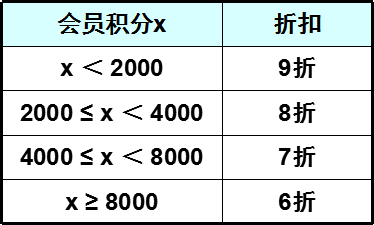 会员积分x 折扣
x ＜ 2000 9折
2000 ≤ x ＜ 4000 8折
4000 ≤ x ＜ 8000 7折
x ≥ 8000 6折